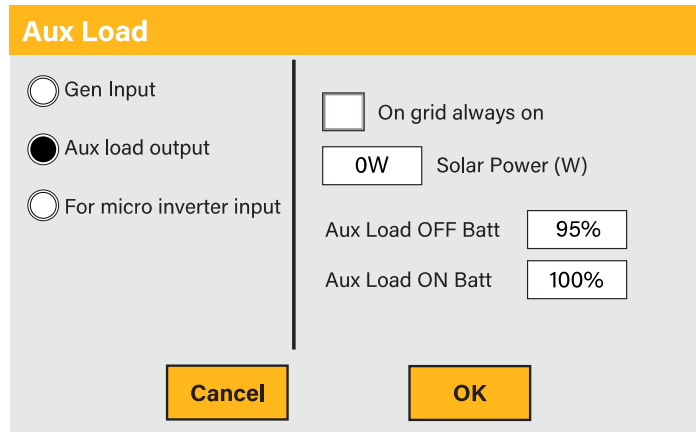 Aux Load
Gen Input
Aux load output
For micro inverter input
On grid always on
0W Solar Power (W)
Aux Load OFF Batt 95%
Aux Load ON Batt 100%
Cancel OK